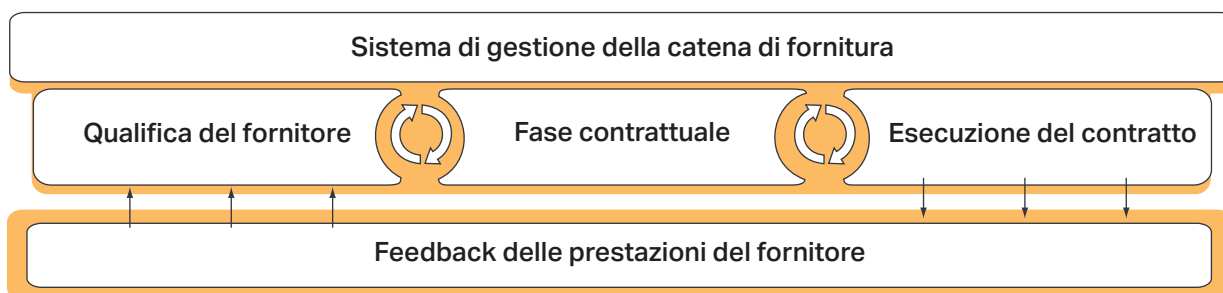 Sistema di gestione della catena di fornitura
Qualifica del fornitore
Fase contrattuale
Esecuzione del contratto
Feedback delle prestazioni del fornitore